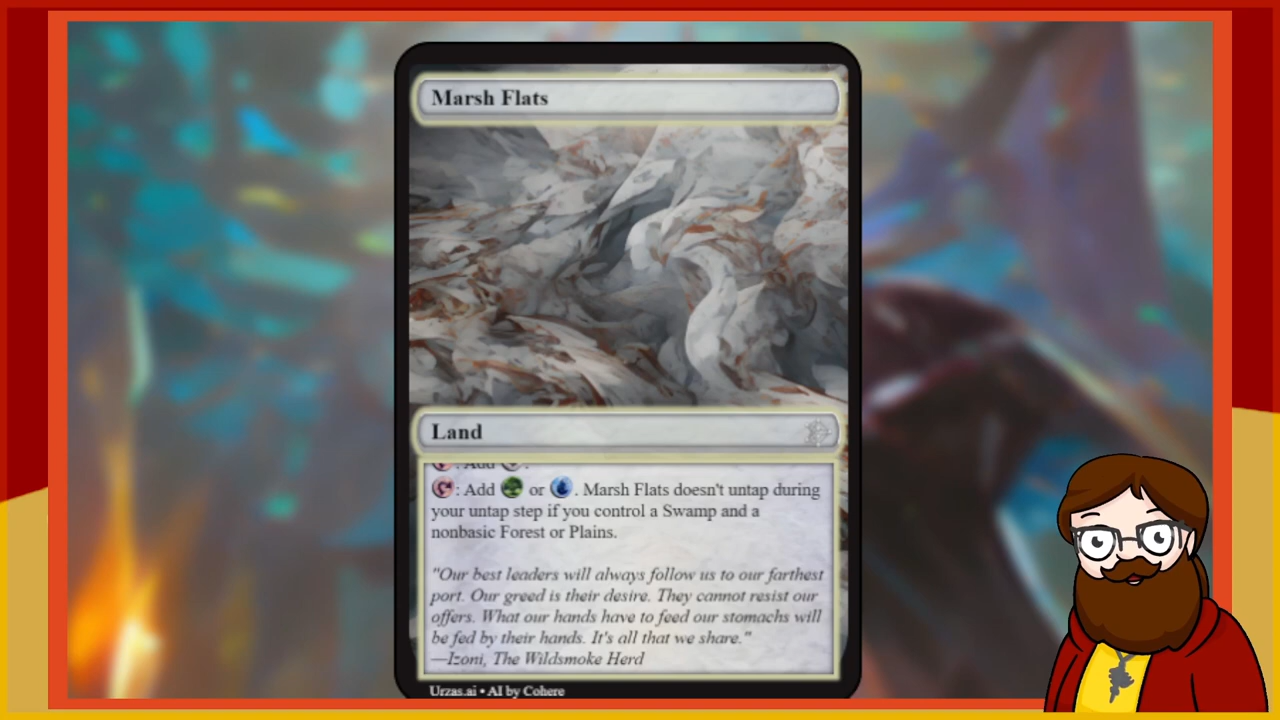 Marsh Flats
Land
: Add
: Add or . Marsh Flats doesn't untap during
your untap step if you control a Swamp and a
nonbasic Forest or Plains.
"Our best leaders will always follow us to our farthest
port. Our greed is their desire. They cannot resist our
offers. What our hands have to feed our stomachs will
be fed by their hands. It's all that we share."
—Izoni, The Wildsmoke Herd
Urzas.ai • AI by Cohere